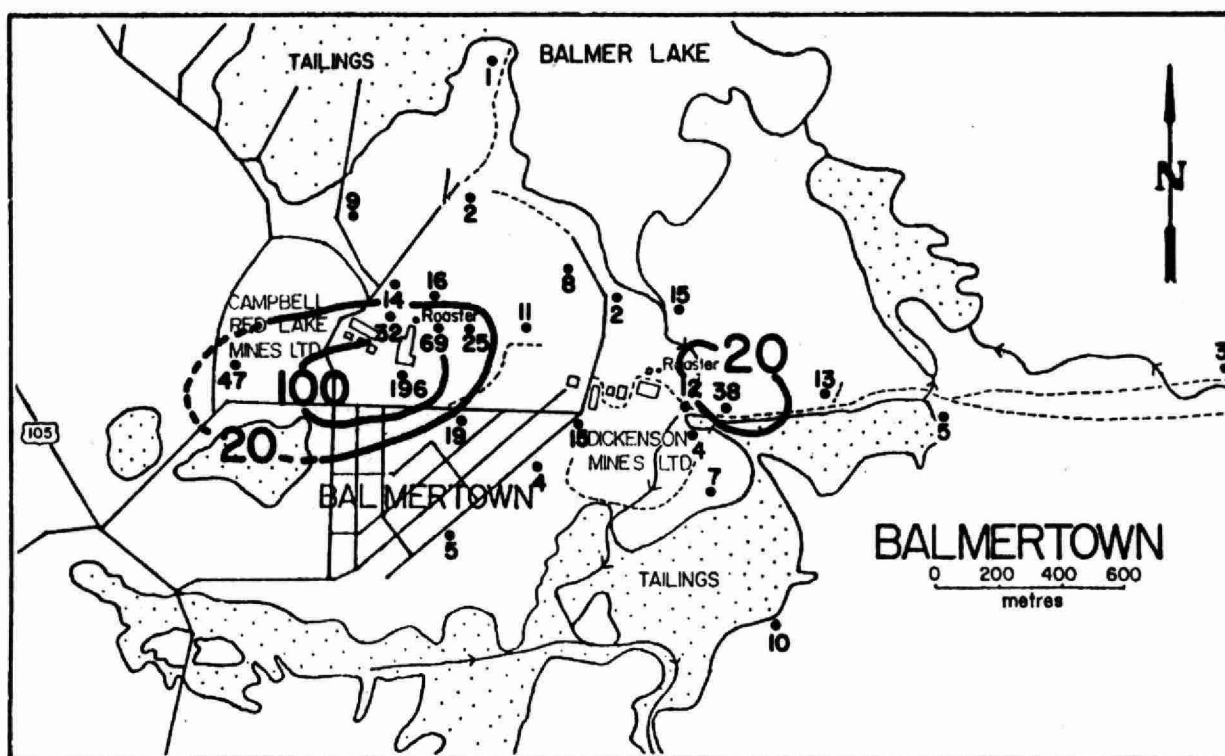 BALMER LAKE
TAILINGS
1
N
9
2
8
16
14
CAMPBELL
RED LAKE
MINES LTD.
Roaster
32
69
25
11
2
15
3
47
100
196
20
Roaster
2
38
13
105
20
19
18
DICKENSON
MINES LTD.
4
5
BALMERTOWN
4
7
5
TAILINGS
BALMERTOWN
0 200 400 600
metres
10